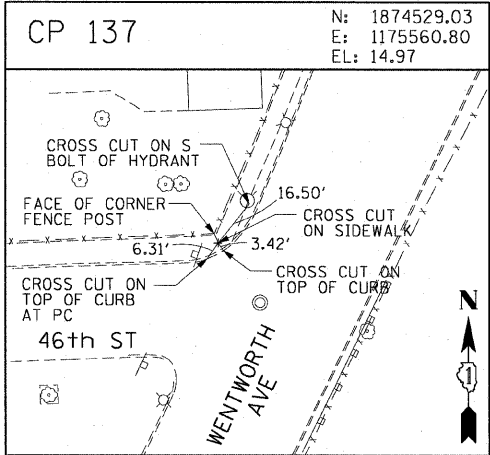 CP 137
N: 1874529.03
E: 1175560.80
EL: 14.97
CROSS CUT ON S
BOLT OF HYDRANT
16.50'
FACE OF CORNER
FENCE POST
CROSS CUT
ON SIDEWALK
6.31'
3.42'
CROSS CUT ON
TOP OF CURB
AT PC
CROSS CUT ON
TOP OF CURB
46th ST
WENTWORTH
AVE
N
1